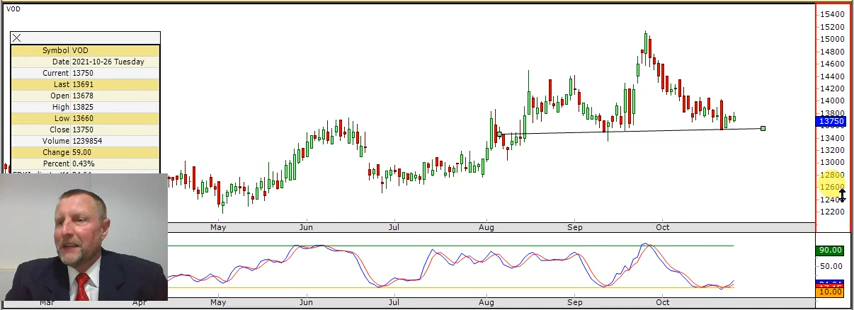 VOD
Symbol VOD
Date 2021-10-26 Tuesday
Current 13750
Last 13691
Open 13678
High 13825
Low 13660
Close 13750
Volume 1239854
Change 59.00
Percent 0.43%
15400
15200
15000
14800
14600
14400
14200
14000
13800
13750
13400
13200
13000
12800
12600
12400
12200
May
Jun
Jul
Aug
Sep
Oct
90.00
50.00
10.00
Mar
Apr
May
Jun
Jul
Aug
Sep
Oct